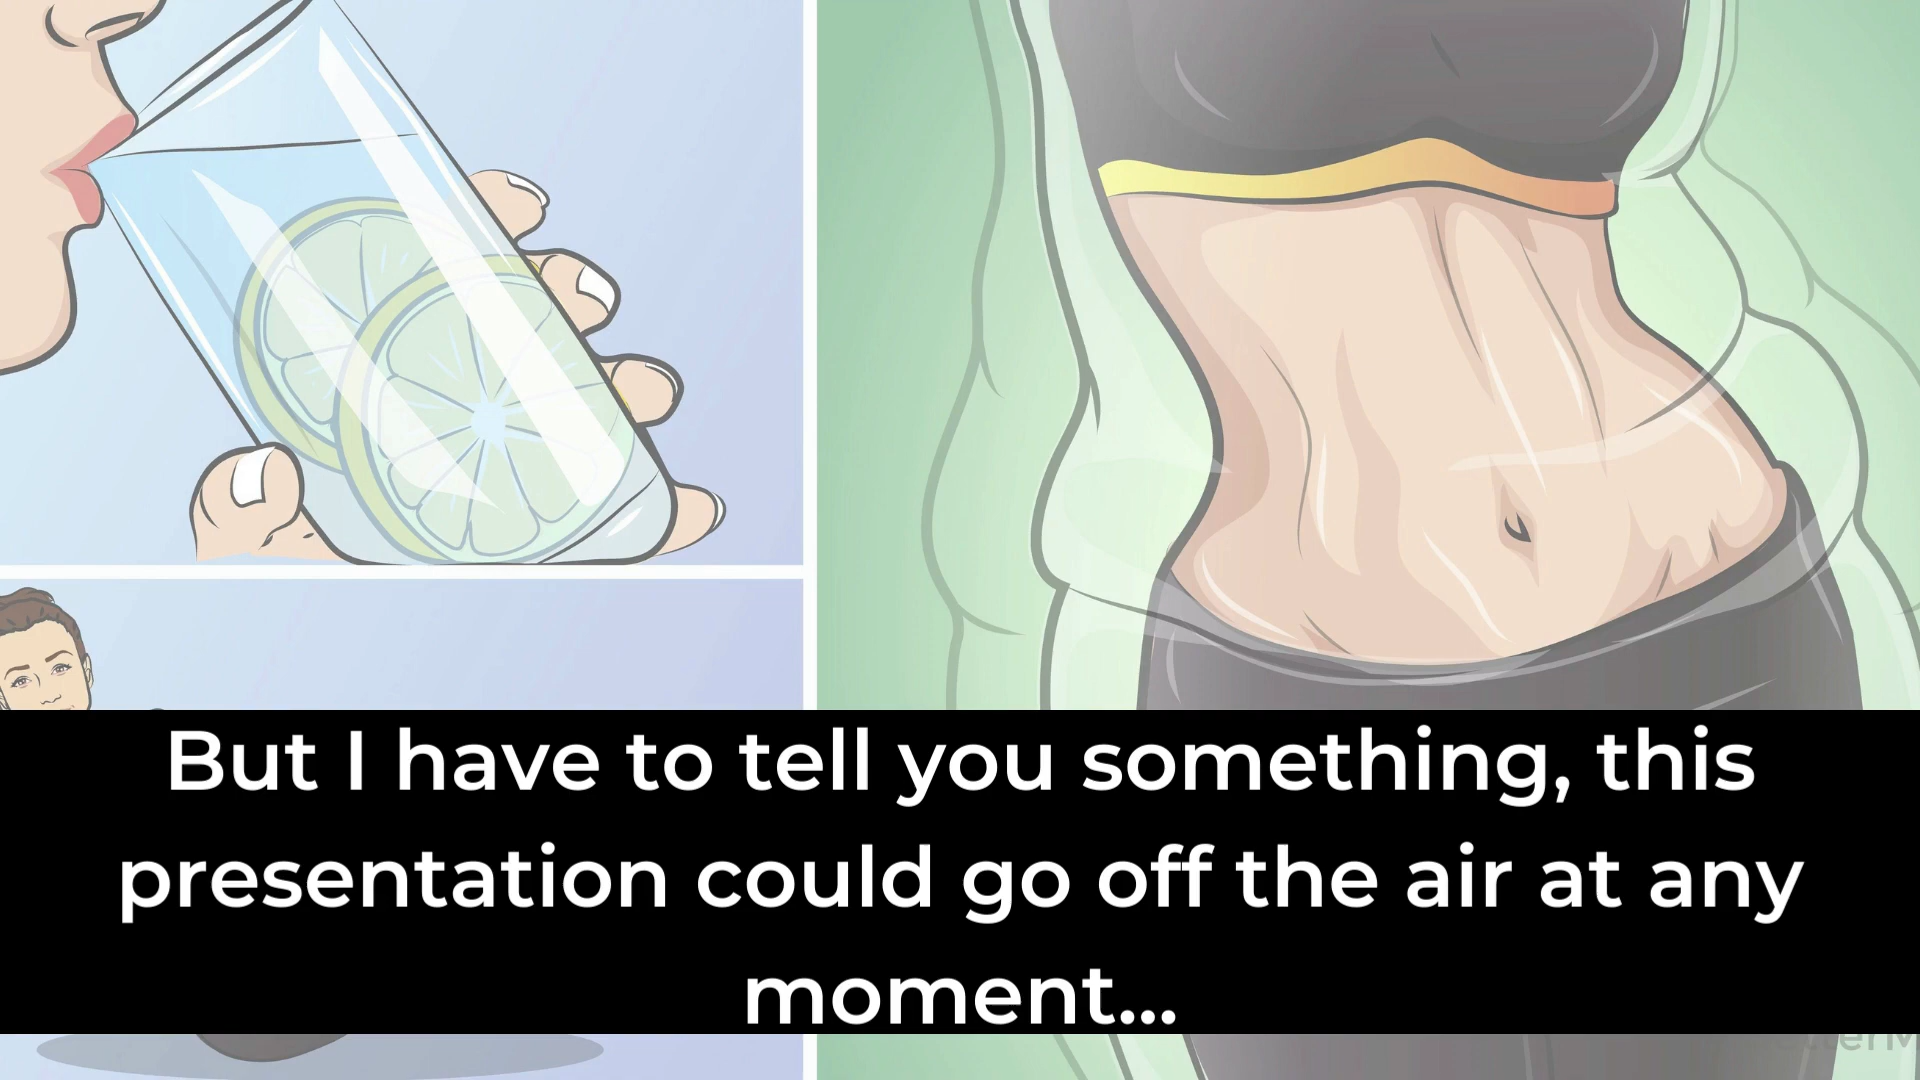 But I have to tell you something, this
presentation could go off the air at any
moment...